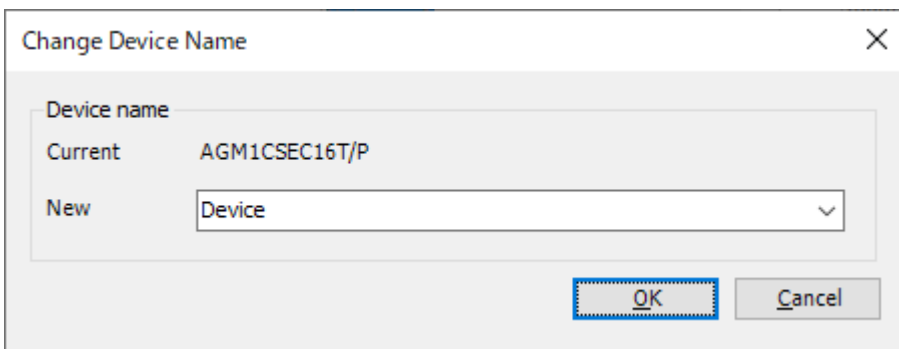 Change Device Name
Device name
Current AGM1CSEC16T/P
New Device
OK Cancel